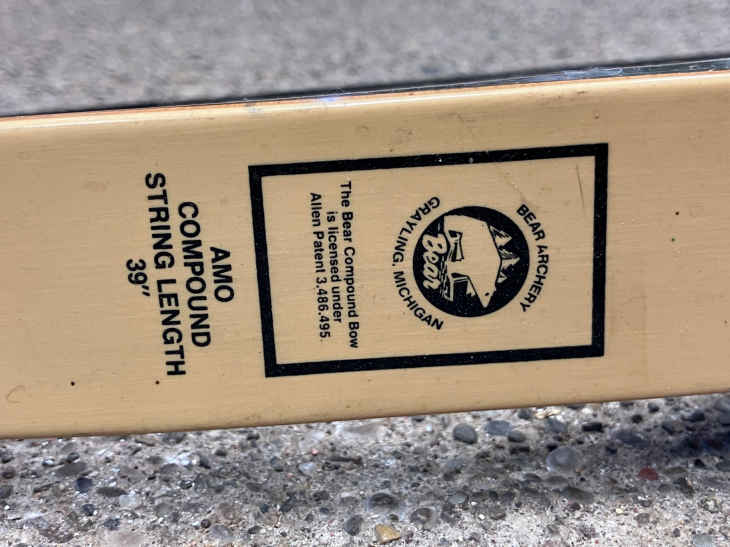 BEAR ARCHERY
Bear
GRAYLING, MICHIGAN
The Bear Compound Bow
is licensed under
Allen Patent 3,486,495.
AMO
COMPOUND
STRING LENGTH
39"